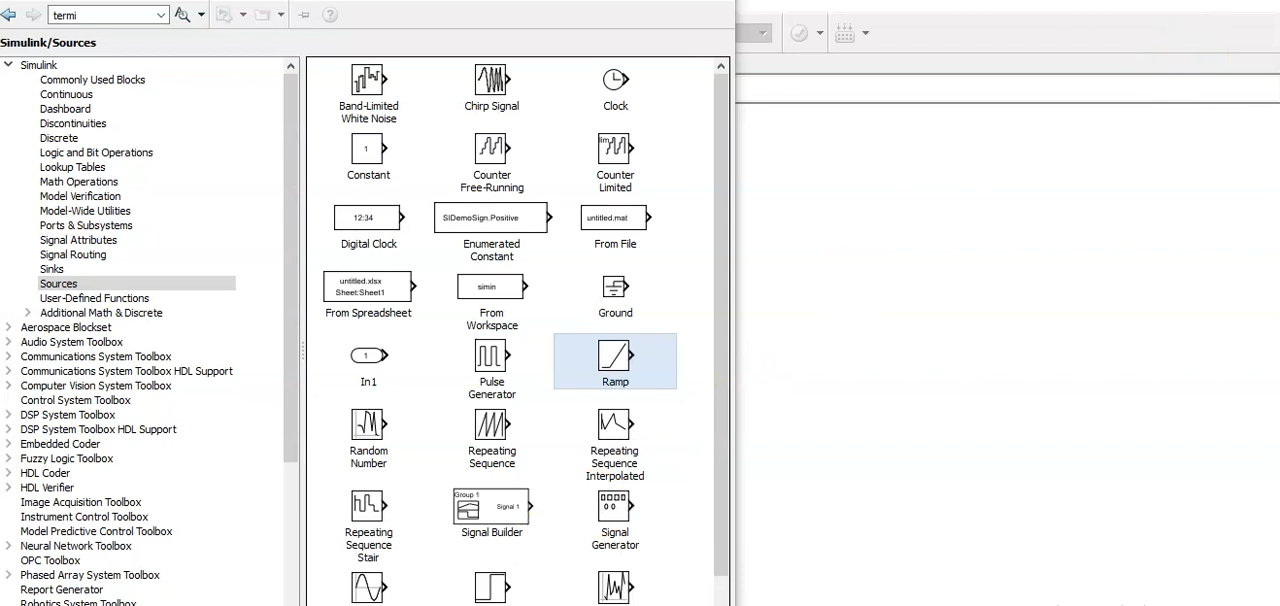 termi
Simulink/Sources
Simulink
Commonly Used Blocks
Continuous
Dashboard
Discontinuities
Discrete
Logic and Bit Operations
Lookup Tables
Math Operations
Model Verification
Model-Wide Utilities
Ports & Subsystems
Signal Attributes
Signal Routing
Sinks
Sources
User-Defined Functions
Additional Math & Discrete
Aerospace Blockset
Audio System Toolbox
Communications System Toolbox
Communications System Toolbox HDL Support
Computer Vision System Toolbox
Control System Toolbox
DSP System Toolbox
DSP System Toolbox HDL Support
Embedded Coder
Fuzzy Logic Toolbox
HDL Coder
HDL Verifier
Image Acquisition Toolbox
Instrument Control Toolbox
Model Predictive Control Toolbox
Neural Network Toolbox
OPC Toolbox
Phased Array System Toolbox
Report Generator
Robotics System Toolbox
Band-Limited
White Noise
Chirp Signal
Clock
1
Constant
Counter
Free-Running
lim
Counter
Limited
12:34
Digital Clock
SlDemoSign.Positive
Enumerated
Constant
untitled.mat
From File
untitled.xlsx
Sheet:Sheet1
From Spreadsheet
simin
From
Workspace
Ground
1
In1
Pulse
Generator
Ramp
Random
Number
Repeating
Sequence
Repeating
Sequence
Interpolated
Repeating
Sequence
Stair
Group 1
Signal 1
Signal Builder
Signal
Generator